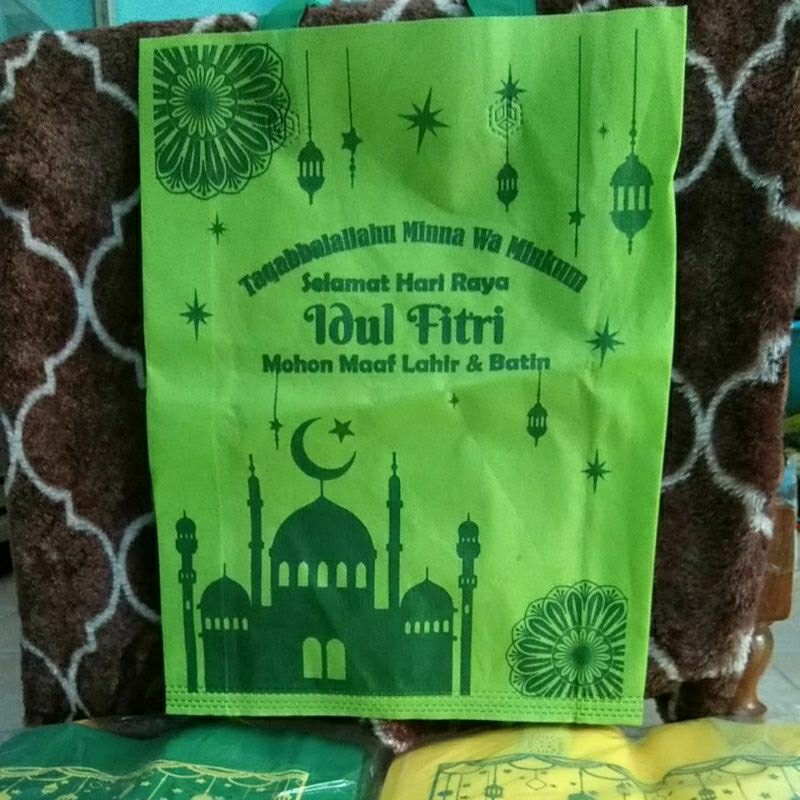 Taqabbalallahu Minna Wa Minkum
Selamat Hari Raya
Idul Fitri
Mohon Maaf Lahir & Batin